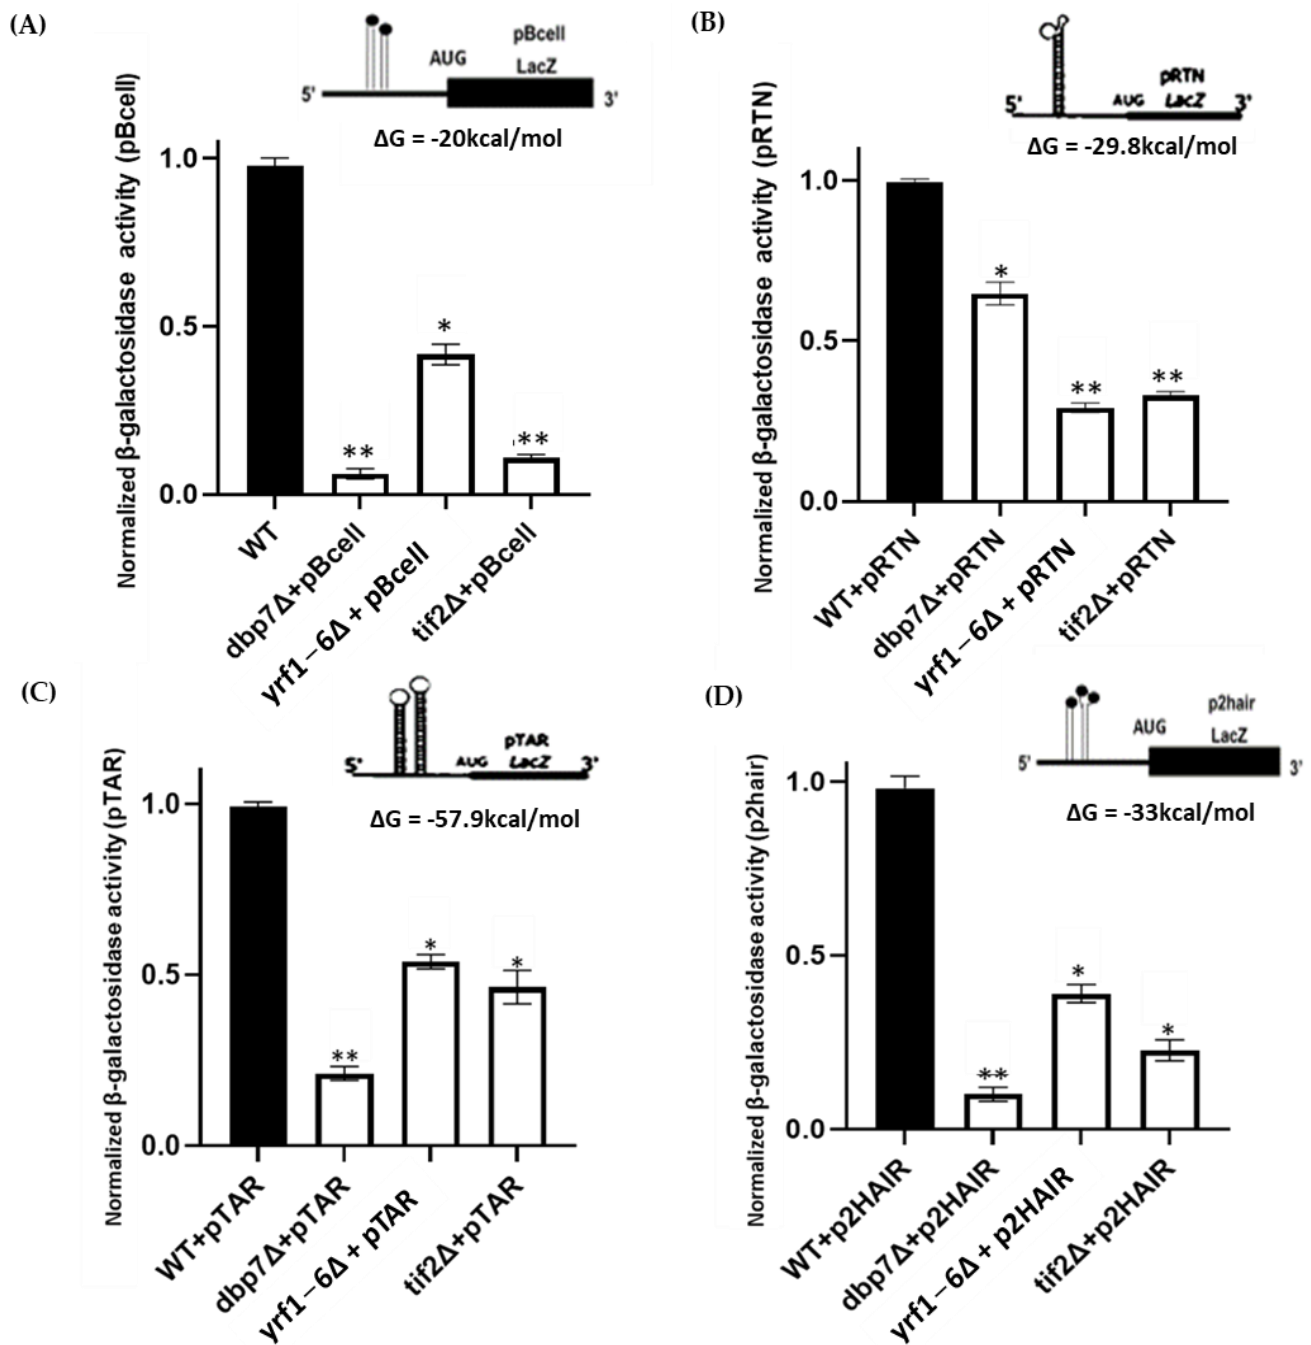 (A)
pBcell
AUG
LacZ
5'
3'
ΔG = -20kcal/mol
Normalized β-galactosidase activity (pBcell)
1.0
0.5
0.0
*
**
**
WT
dbp7Δ+pBcell
yrf1–6Δ + pBcell
tif2Δ+pBcell
(B)
pRTN
5'
AUG
LacZ
3'
ΔG = -29.8kcal/mol
Normalized β-galactosidase activity (pRTN)
1.0
0.5
0.0
*
**
**
WT+pRTN
dbp7Δ+pRTN
yrf1–6Δ + pRTN
tif2Δ+pRTN
(C)
pTAR
5'
AUG
LacZ
3'
ΔG = -57.9kcal/mol
Normalized β-galactosidase activity (pTAR)
1.0
0.5
0.0
*
*
**
WT+pTAR
dbp7Δ+pTAR
yrf1–6Δ + pTAR
tif2Δ+pTAR
(D)
p2hair
AUG
LacZ
5'
3'
ΔG = -33kcal/mol
Normalized β-galactosidase activity (p2hair)
1.0
0.5
0.0
*
*
**
WT+p2HAIR
dbp7Δ+p2HAIR
yrf1–6Δ + p2HAIR
tif2Δ+p2HAIR